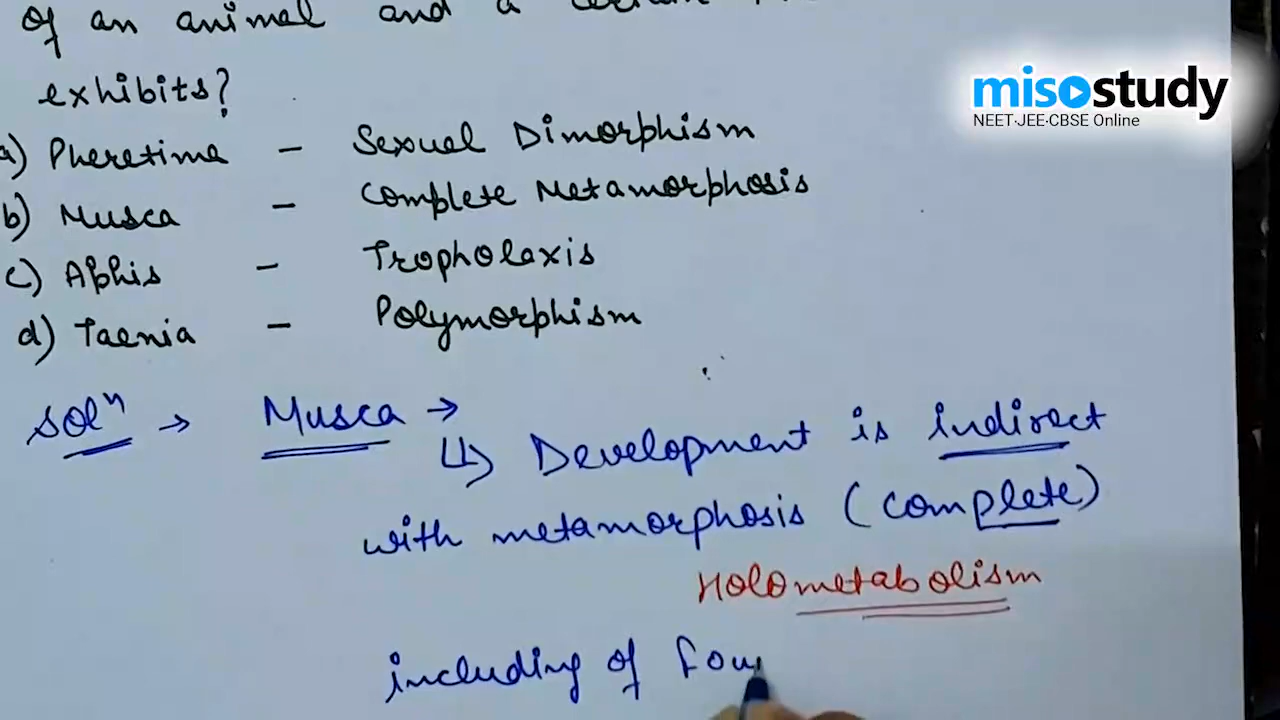 of an animal and a
exhibits?
misostudy
NEET-JEE-CBSE Online
a) Pheretima - Sexual Dimorphism
b) Musca - Complete Metamorphosis
c) Aphis - Tropholaxis
d) Taenia - Polymorphism
Solⁿ → Musca →
↳ Development is indirect
with metamorphosis (complete)
Holometabolism
including of fou